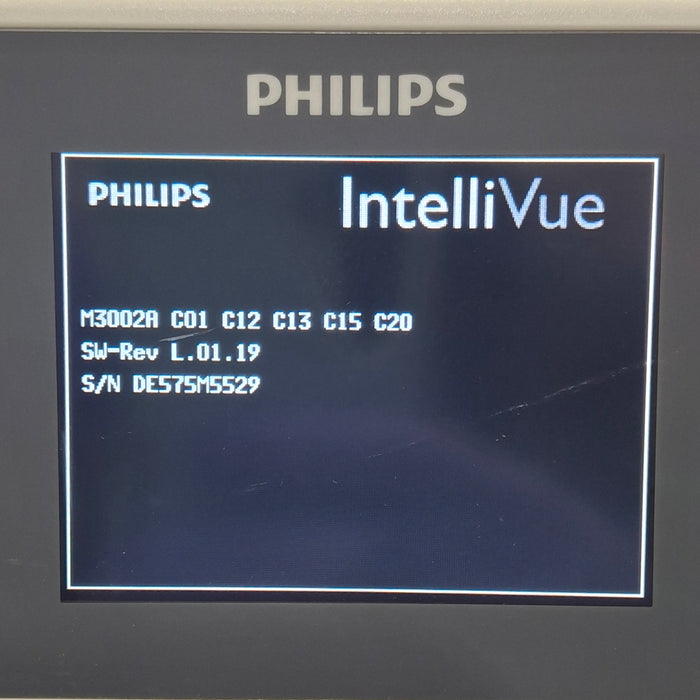 PHILIPS
PHILIPS IntelliVue
M3002A C01 C12 C13 C15 C20
SW-Rev L.01.19
S/N DE575M5529